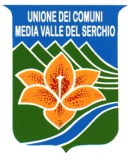 UNIONE DEI COMUNI
MEDIA VALLE DEL SERCHIO